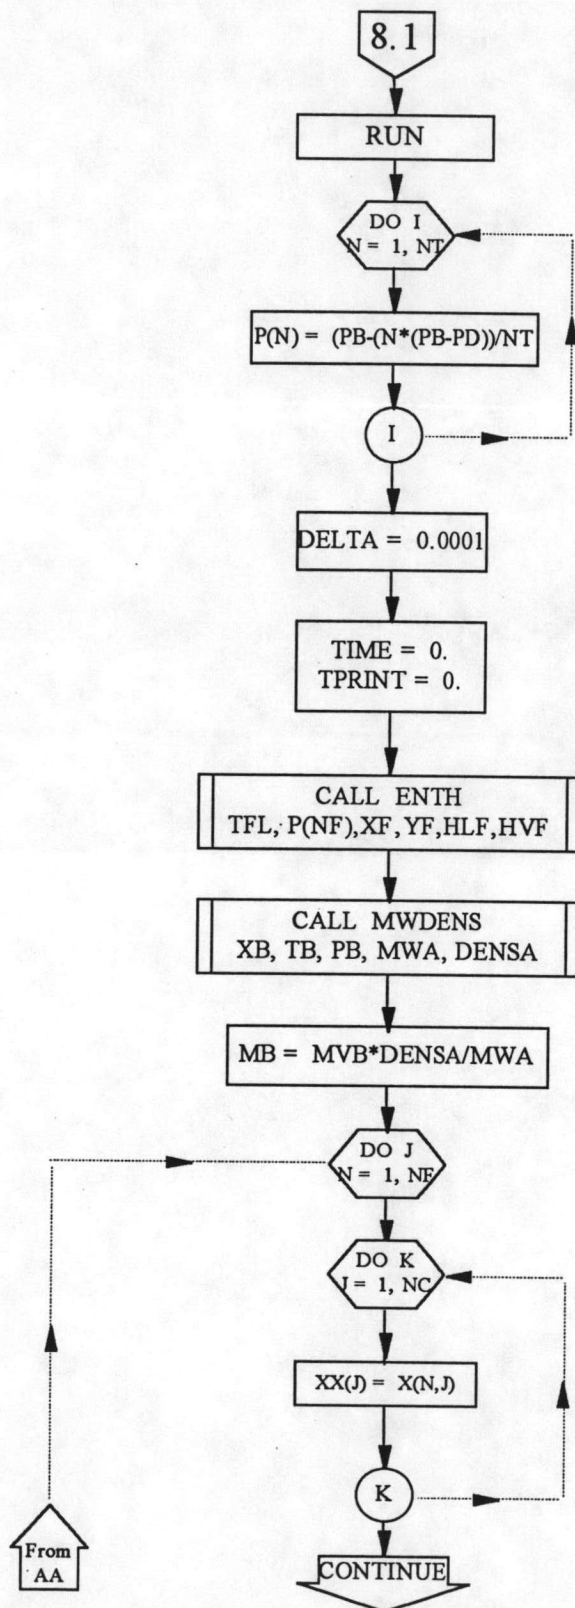 8.1
RUN
DO I
N = 1, NT
P(N) = (PB-(N*(PB-PD))/NT
I
DELTA = 0.0001
TIME = 0.
TPRINT = 0.
CALL ENTH
TFL, P(NF),XF, YF,HLF,HVF
CALL MWDENS
XB, TB, PB, MWA, DENSA
MB = MVB*DENSA/MWA
DO J
N = 1, NF
DO K
J = 1, NC
XX(J) = X(N,J)
K
From
AA
CONTINUE